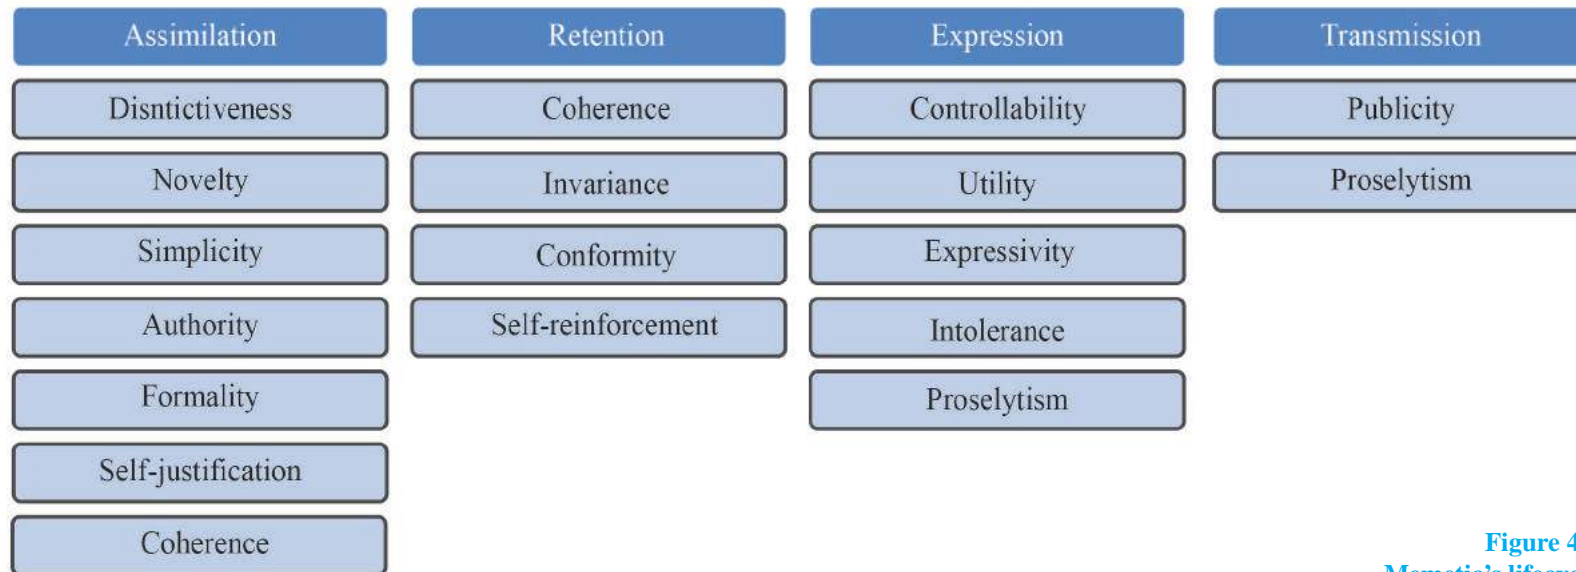 Assimilation
Disntictiveness
Novelty
Simplicity
Authority
Formality
Self-justification
Coherence
Retention
Coherence
Invariance
Conformity
Self-reinforcement
Expression
Controllability
Utility
Expressivity
Intolerance
Proselytism
Transmission
Publicity
Proselytism
Figure 4